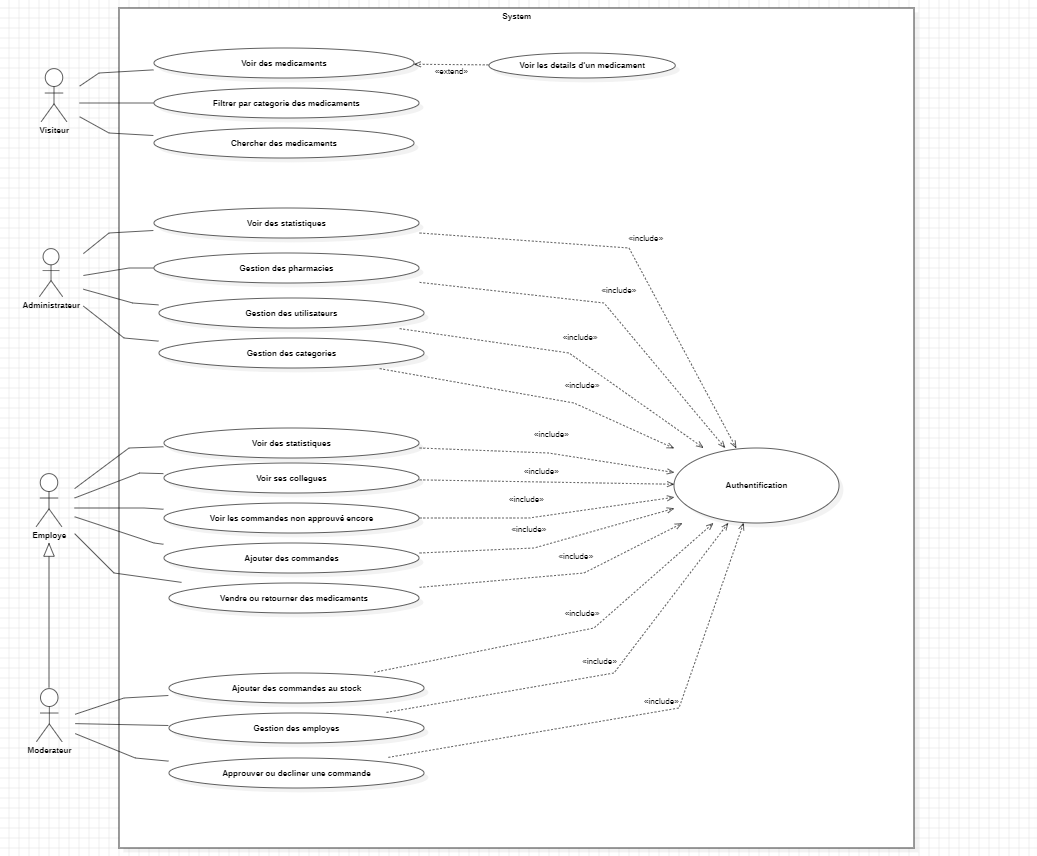 System
Voir des medicaments
«extend»
Voir les details d'un medicament
Filtrer par categorie des medicaments
Visiteur
Chercher des medicaments
Voir des statistiques
«include»
Gestion des pharmacies
«include»
Administrateur
Gestion des utilisateurs
«include»
Gestion des categories
«include»
Voir des statistiques
«include»
Voir ses collegues
«include»
Authentification
Voir les commandes non approuvé encore
«include»
Employe
Ajouter des commandes
«include»
Vendre ou retourner des medicaments
«include»
Ajouter des commandes au stock
«include»
Gestion des employes
«include»
Moderateur
Approuver ou decliner une commande
«include»